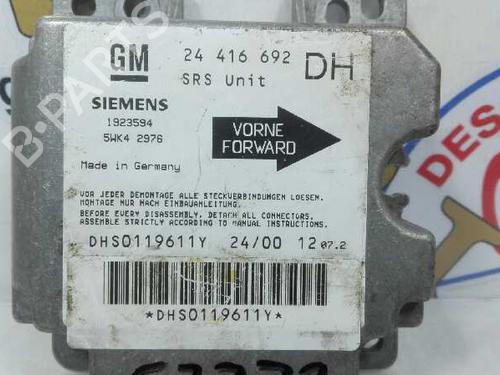 GM 24 416 692 DH
SRS Unit
SIEMENS
1923594
5WK4 2976
VORNE
FORWARD
Made in Germany
VOR JEDER DEMONTAGE ALLE STECKVERBINDUNGEN LOESEN.
MONTAGE NUR NACH EINBAUANLEITUNG.
BEFORE EVERY DISASSEMBLY, DETACH ALL CONNECTORS.
ASSEMBLE STRICTLY ACCORDING TO MANUAL INSTRUCTIONS.
DHS0119611Y 24/00 12 07.2
*DHS0119611Y*
B-PARTS
DES